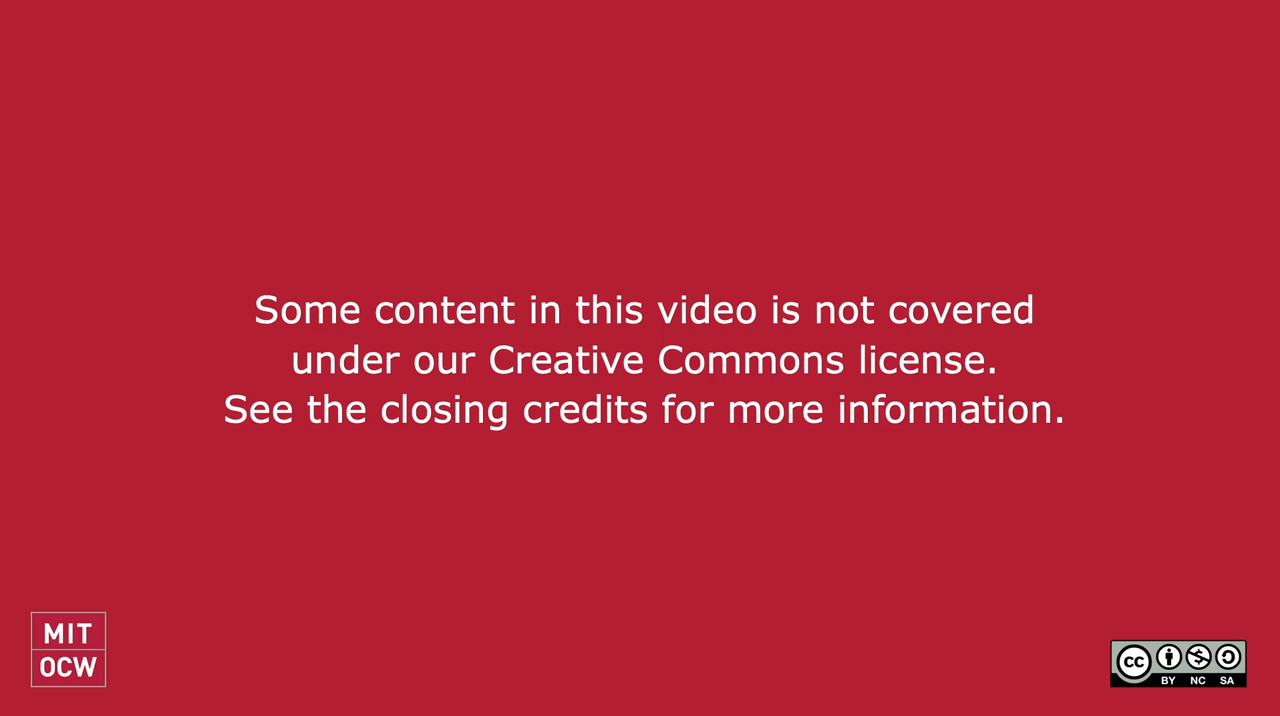 Some content in this video is not covered
under our Creative Commons license.
See the closing credits for more information.
MIT
OCW
cc
BY NC SA